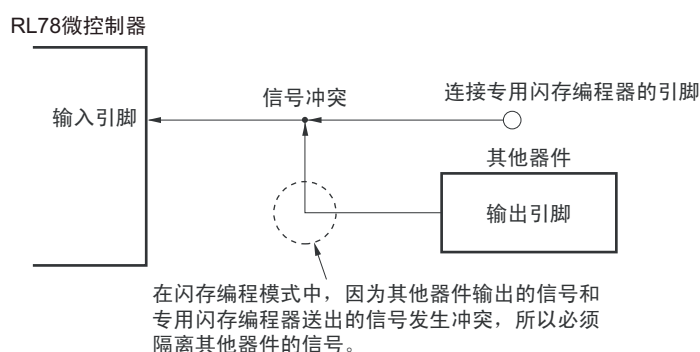 RL78微控制器
信号冲突
连接专用闪存编程器的引脚
输入引脚
其他器件
输出引脚
在闪存编程模式中，因为其他器件输出的信号和
专用闪存编程器送出的信号发生冲突，所以必须
隔离其他器件的信号。